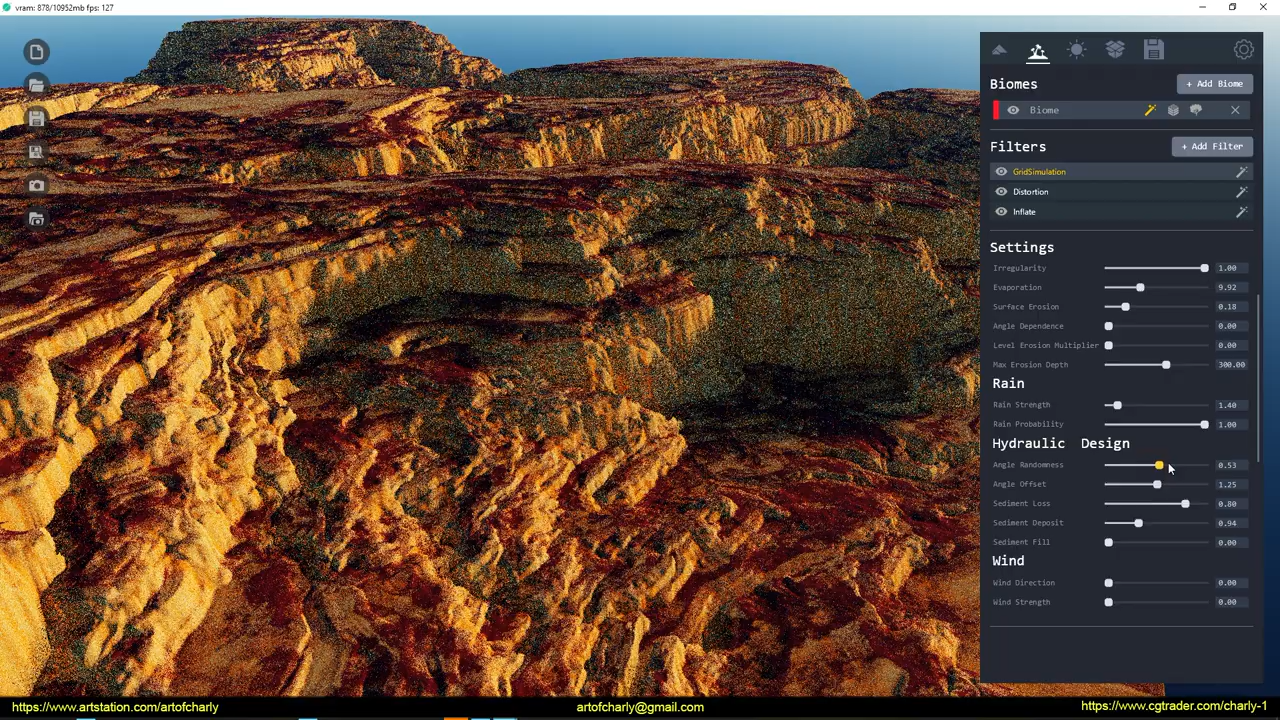 vram: 878/10952mb fps: 127
Biomes
+ Add Biome
Biome
Filters
+ Add Filter
GridSimulation
Distortion
Inflate
Settings
Irregularity 1.00
Evaporation 9.92
Surface Erosion 0.18
Angle Dependence 0.00
Level Erosion Multiplier 0.00
Max Erosion Depth 300.00
Rain
Rain Strength 1.40
Rain Probability 1.00
Hydraulic Design
Angle Randomness 0.53
Angle Offset 1.25
Sediment Loss 0.80
Sediment Deposit 0.94
Sediment Fill 0.00
Wind
Wind Direction 0.00
Wind Strength 0.00
https://www.artstation.com/artofcharly
artofcharly@gmail.com
https://www.cgtrader.com/charly-1